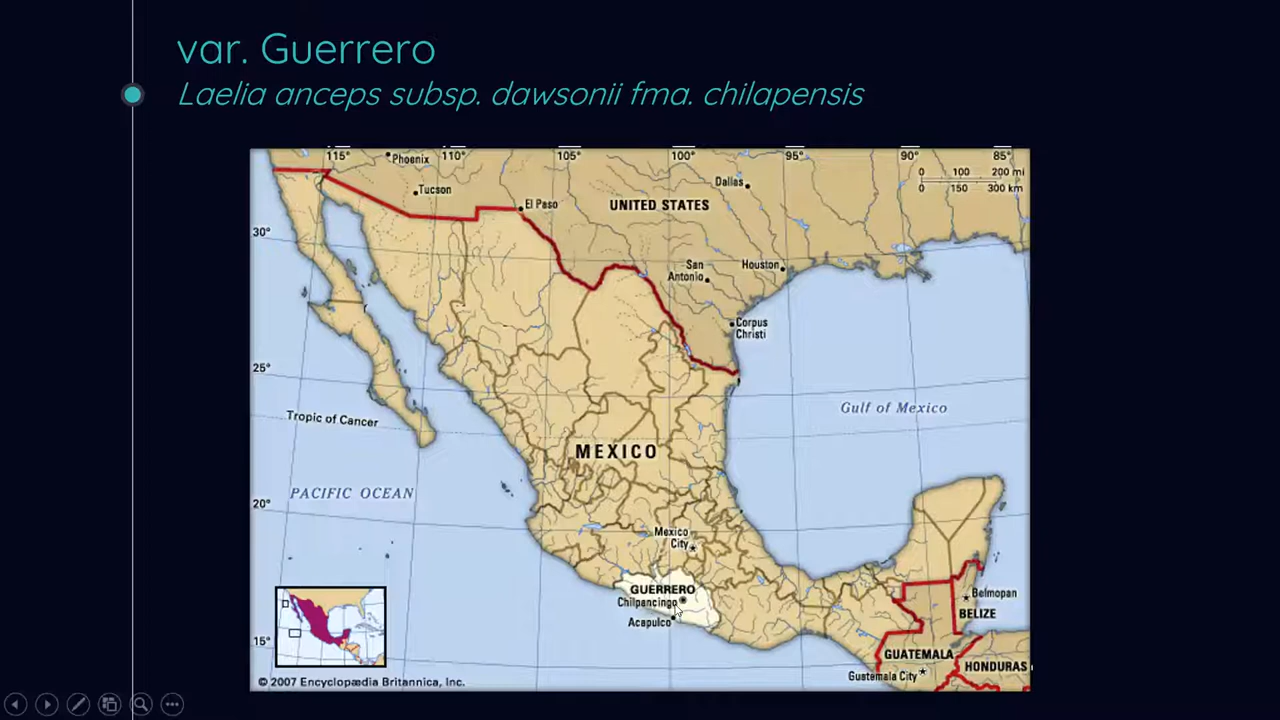 var. Guerrero
Laelia anceps subsp. dawsonii fma. chilapensis
115° 110° 105° 100° 95° 90° 85°
Phoenix
0 100 200 mi
0 150 300 km
Tucson
Dallas
El Paso
UNITED STATES
30°
San
Antonio
Houston
Corpus
Christi
25°
Gulf of Mexico
Tropic of Cancer
MEXICO
PACIFIC OCEAN
20°
Mexico
City
GUERRERO
Chilpancingo
Acapulco
Belmopan
BELIZE
15°
GUATEMALA
HONDURAS
Guatemala City
© 2007 Encyclopædia Britannica, Inc.